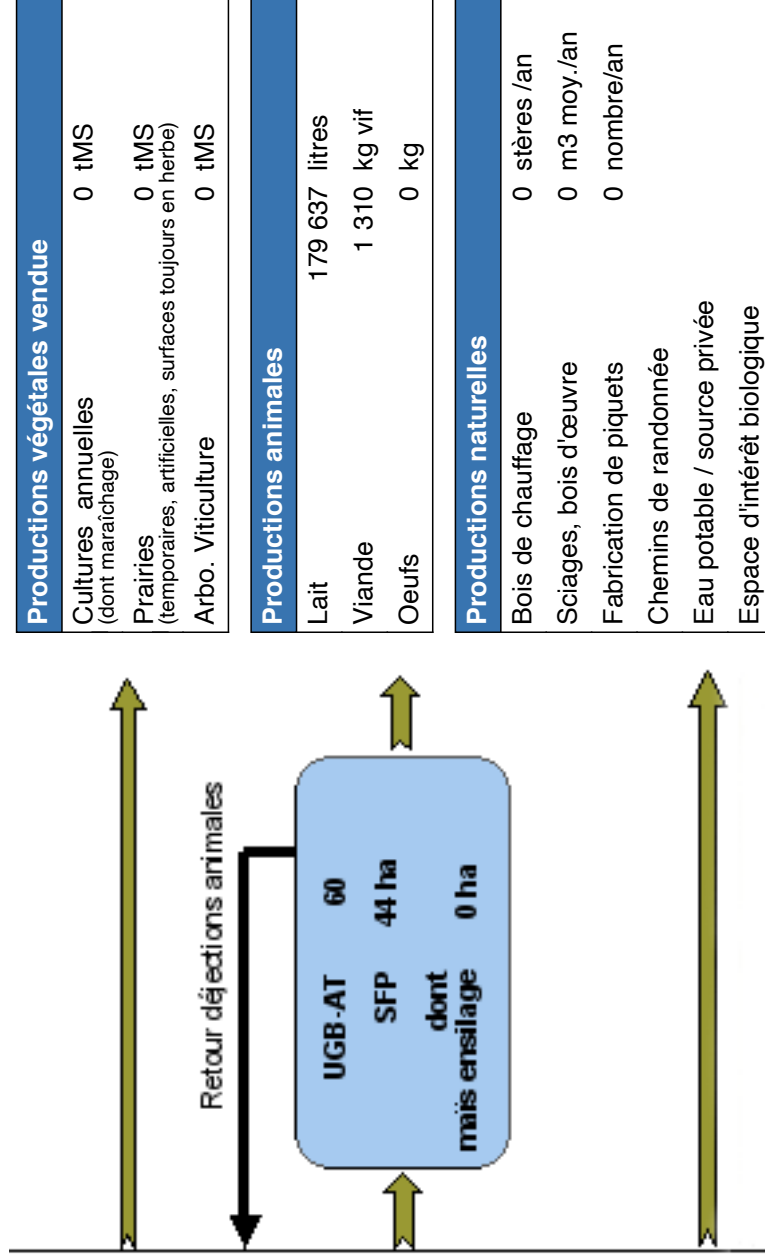 Retour déjections animales
UGB-AT 60
SFP 44 ha
dont
maïs ensilage 0 ha
Productions végétales vendue
Cultures annuelles 0 tMS
(dont maraîchage)
Prairies 0 tMS
(temporaires, artificielles, surfaces toujours en herbe)
Arbo. Viticulture 0 tMS
Productions animales
Lait 179 637 litres
Viande 1 310 kg vif
Oeufs 0 kg
Productions naturelles
Bois de chauffage 0 stères /an
Sciages, bois d'œuvre 0 m3 moy./an
Fabrication de piquets 0 nombre/an
Chemins de randonnée
Eau potable / source privée
Espace d'intérêt biologique